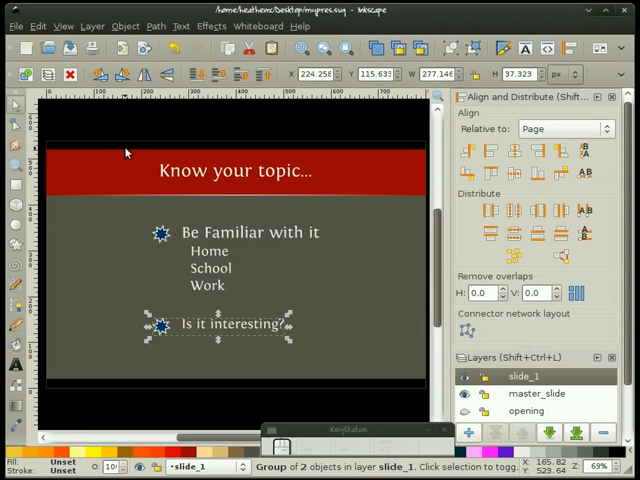 /home/heathenx/Desktop/mypres.svg - Inkscape
File Edit View Layer Object Path Text Effects Whiteboard Help
X 224.258 Y 115.633 W 277.146 H 37.323 px
Align and Distribute (Shift...
Align
Relative to: Page
Distribute
Remove overlaps
H: 0.0 V: 0.0
Connector network layout
Layers (Shift+Ctrl+L)
slide_1
master_slide
opening
Know your topic...
Be Familiar with it
Home
School
Work
Is it interesting?
KeyStatus
Fill: Unset
Stroke: Unset
O: 10
•slide_1
Group of 2 objects in layer slide_1. Click selection to togg..
X: 165.82
Y: 523.64
Z: 69%